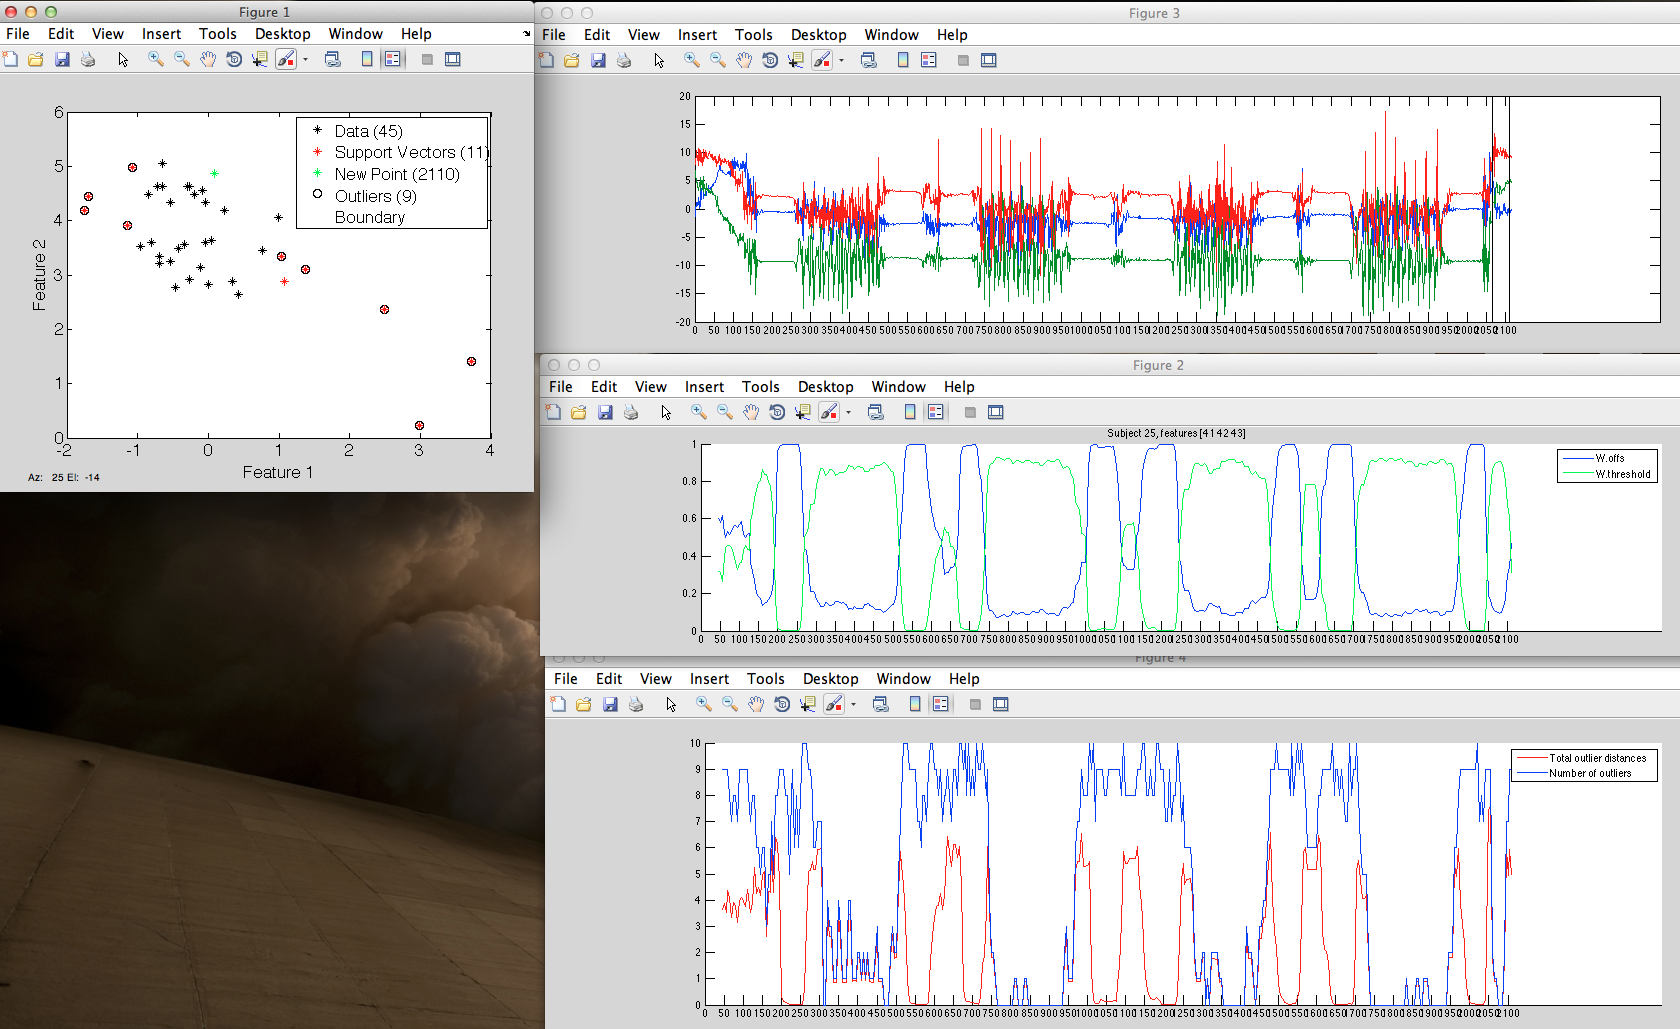 Figure 1
File Edit View Insert Tools Desktop Window Help
6
5
4
3
2
1
0
-2 -1 0 1 2 3 4
Feature 2
Feature 1
Data (45)
Support Vectors (11)
New Point (2110)
Outliers (9)
Boundary
Az: 25 El: -14
Figure 3
File Edit View Insert Tools Desktop Window Help
20
15
10
5
0
-5
-10
-15
-20
0 50 100 150 200 250 300 350 400 450 500 550 600 650 700 750 800 850 900 950 1000 1050 1100 1150 1200 1250 1300 1350 1400 1450 1500 1550 1600 1650 1700 1750 1800 1850 1900 1950 2000 2050 2100
Figure 2
File Edit View Insert Tools Desktop Window Help
Subject 25, features [4 1 4 2 4 3]
1
0.8
0.6
0.4
0.2
0
0 50 100 150 200 250 300 350 400 450 500 550 600 650 700 750 800 850 900 950 1000 1050 1100 1150 1200 1250 1300 1350 1400 1450 1500 1550 1600 1650 1700 1750 1800 1850 1900 1950 2000 2050 2100
W.offs
W.threshold
Figure 4
File Edit View Insert Tools Desktop Window Help
10
9
8
7
6
5
4
3
2
1
0
0 50 100 150 200 250 300 350 400 450 500 550 600 650 700 750 800 850 900 950 1000 1050 1100 1150 1200 1250 1300 1350 1400 1450 1500 1550 1600 1650 1700 1750 1800 1850 1900 1950 2000 2050 2100
Total outlier distances
Number of outliers